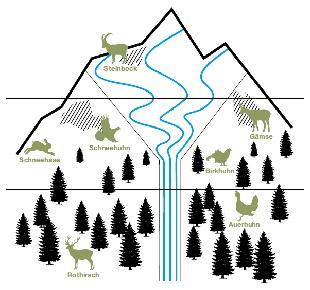 Steinbock
Gämse
Schneehuhn
Schneehase
Birkhuhn
Auerhuhn
Rothirsch